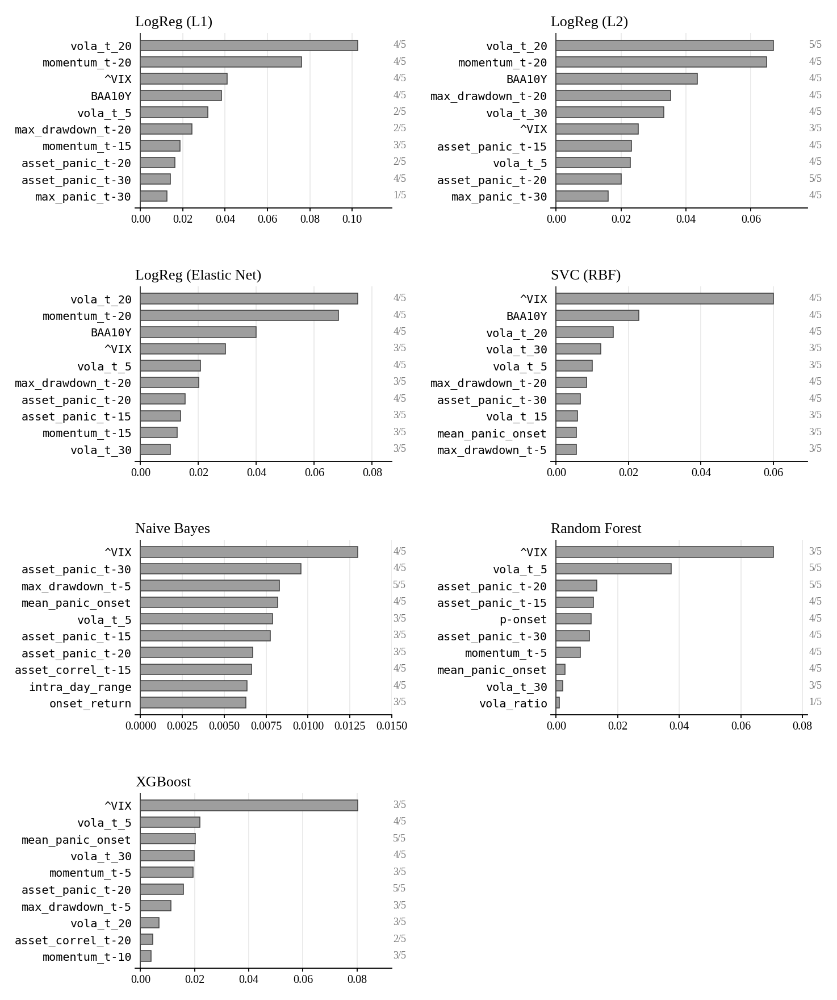 LogReg (L1)
vola_t_20 4/5
momentum_t-20 4/5
^VIX 4/5
BAA10Y 4/5
vola_t_5 2/5
max_drawdown_t-20 2/5
momentum_t-15 3/5
asset_panic_t-20 2/5
asset_panic_t-30 4/5
max_panic_t-30 1/5
0.00 0.02 0.04 0.06 0.08 0.10
LogReg (L2)
vola_t_20 5/5
momentum_t-20 4/5
BAA10Y 4/5
max_drawdown_t-20 4/5
vola_t_30 4/5
^VIX 3/5
asset_panic_t-15 4/5
vola_t_5 4/5
asset_panic_t-20 5/5
max_panic_t-30 4/5
0.00 0.02 0.04 0.06
LogReg (Elastic Net)
vola_t_20 4/5
momentum_t-20 4/5
BAA10Y 4/5
^VIX 3/5
vola_t_5 4/5
max_drawdown_t-20 3/5
asset_panic_t-20 4/5
asset_panic_t-15 3/5
momentum_t-15 3/5
vola_t_30 3/5
0.00 0.02 0.04 0.06 0.08
SVC (RBF)
^VIX 4/5
BAA10Y 4/5
vola_t_20 4/5
vola_t_30 3/5
vola_t_5 3/5
max_drawdown_t-20 4/5
asset_panic_t-30 4/5
vola_t_15 3/5
mean_panic_onset 3/5
max_drawdown_t-5 3/5
0.00 0.02 0.04 0.06
Naive Bayes
^VIX 4/5
asset_panic_t-30 4/5
max_drawdown_t-5 5/5
mean_panic_onset 4/5
vola_t_5 3/5
asset_panic_t-15 3/5
asset_panic_t-20 3/5
asset_correl_t-15 4/5
intra_day_range 4/5
onset_return 3/5
0.0000 0.0025 0.0050 0.0075 0.0100 0.0125 0.0150
Random Forest
^VIX 3/5
vola_t_5 5/5
asset_panic_t-20 5/5
asset_panic_t-15 4/5
p-onset 4/5
asset_panic_t-30 4/5
momentum_t-5 4/5
mean_panic_onset 4/5
vola_t_30 3/5
vola_ratio 1/5
0.00 0.02 0.04 0.06 0.08
XGBoost
^VIX 3/5
vola_t_5 4/5
mean_panic_onset 5/5
vola_t_30 4/5
momentum_t-5 3/5
asset_panic_t-20 5/5
max_drawdown_t-5 3/5
vola_t_20 3/5
asset_correl_t-20 2/5
momentum_t-10 3/5
0.00 0.02 0.04 0.06 0.08